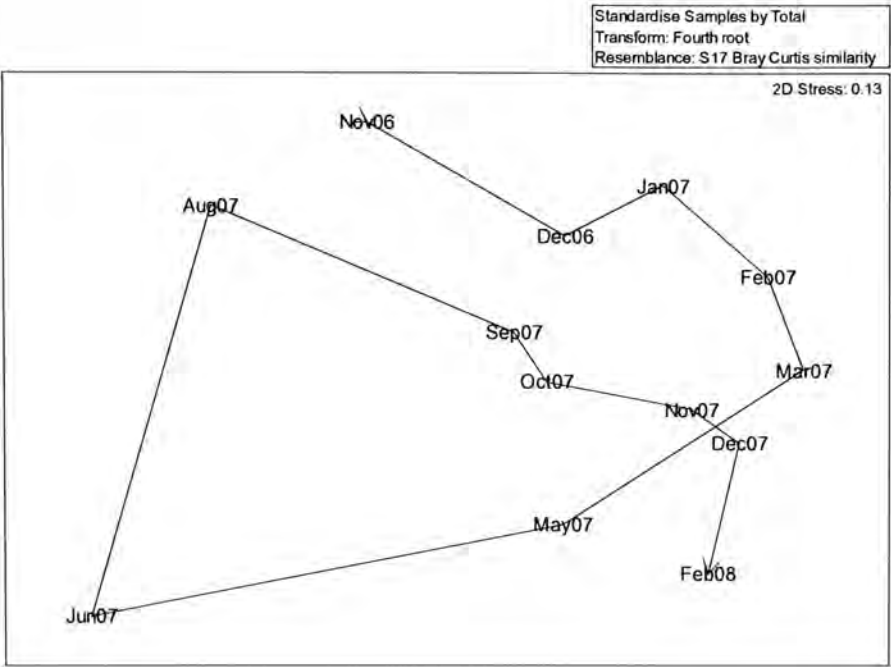 Standardise Samples by Total
Transform: Fourth root
Resemblance: S17 Bray Curtis similarity
2D Stress: 0.13
Nov06
Jan07
Aug07
Dec06
Feb07
Sep07
Mar07
Oct07
Nov07
Dec07
May07
Feb08
Jun07